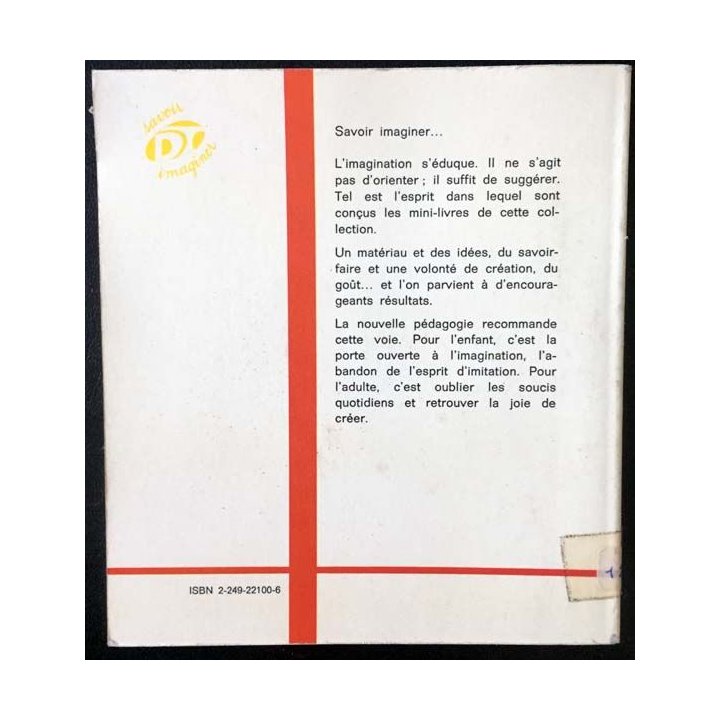 savoir
DT
imaginer
Savoir imaginer...
L'imagination s'éduque. Il ne s'agit
pas d'orienter ; il suffit de suggérer.
Tel est l'esprit dans lequel sont
conçus les mini-livres de cette col-
lection.
Un matériau et des idées, du savoir-
faire et une volonté de création, du
goût... et l'on parvient à d'encoura-
geants résultats.
La nouvelle pédagogie recommande
cette voie. Pour l'enfant, c'est la
porte ouverte à l'imagination, l'a-
bandon de l'esprit d'imitation. Pour
l'adulte, c'est oublier les soucis
quotidiens et retrouver la joie de
créer.
ISBN 2-249-22100-6